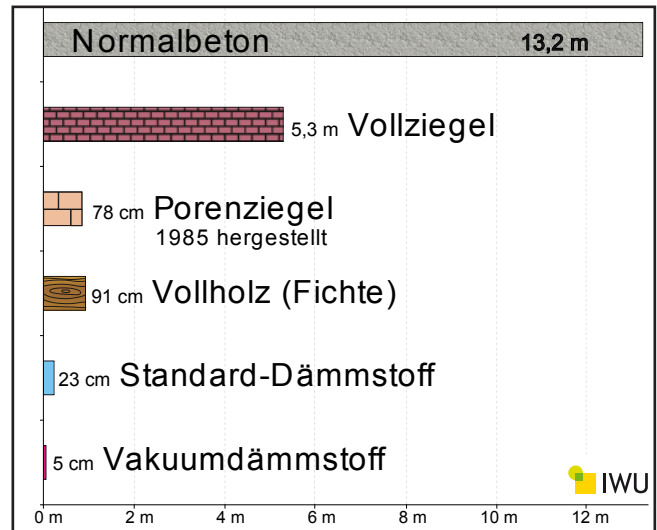 Normalbeton 13,2 m
5,3 m Vollziegel
78 cm Porenziegel
1985 hergestellt
91 cm Vollholz (Fichte)
23 cm Standard-Dämmstoff
5 cm Vakuumdämmstoff
IWU
0 m 2 m 4 m 6 m 8 m 10 m 12 m